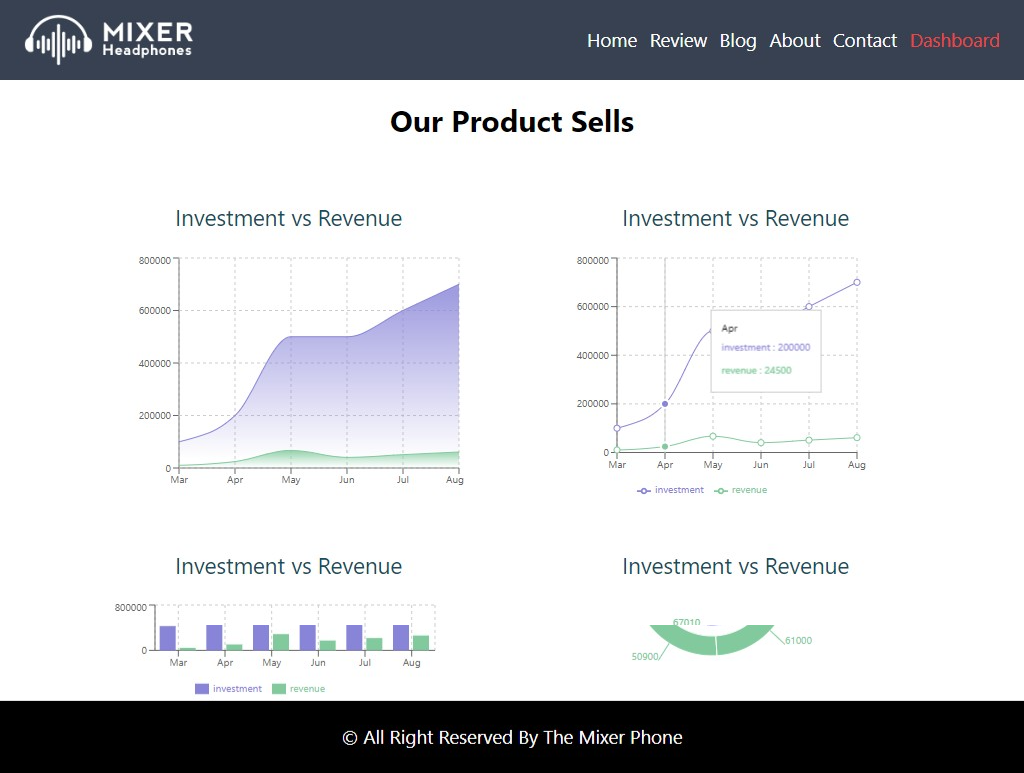 MIXER
Headphones
Home Review Blog About Contact Dashboard
Our Product Sells
Investment vs Revenue
800000
600000
400000
200000
0
Mar Apr May Jun Jul Aug
Investment vs Revenue
800000
600000
400000
200000
0
Apr
investment : 200000
revenue : 24500
Mar Apr May Jun Jul Aug
investment revenue
Investment vs Revenue
800000
0
Mar Apr May Jun Jul Aug
investment revenue
Investment vs Revenue
67010
61000
50900
© All Right Reserved By The Mixer Phone